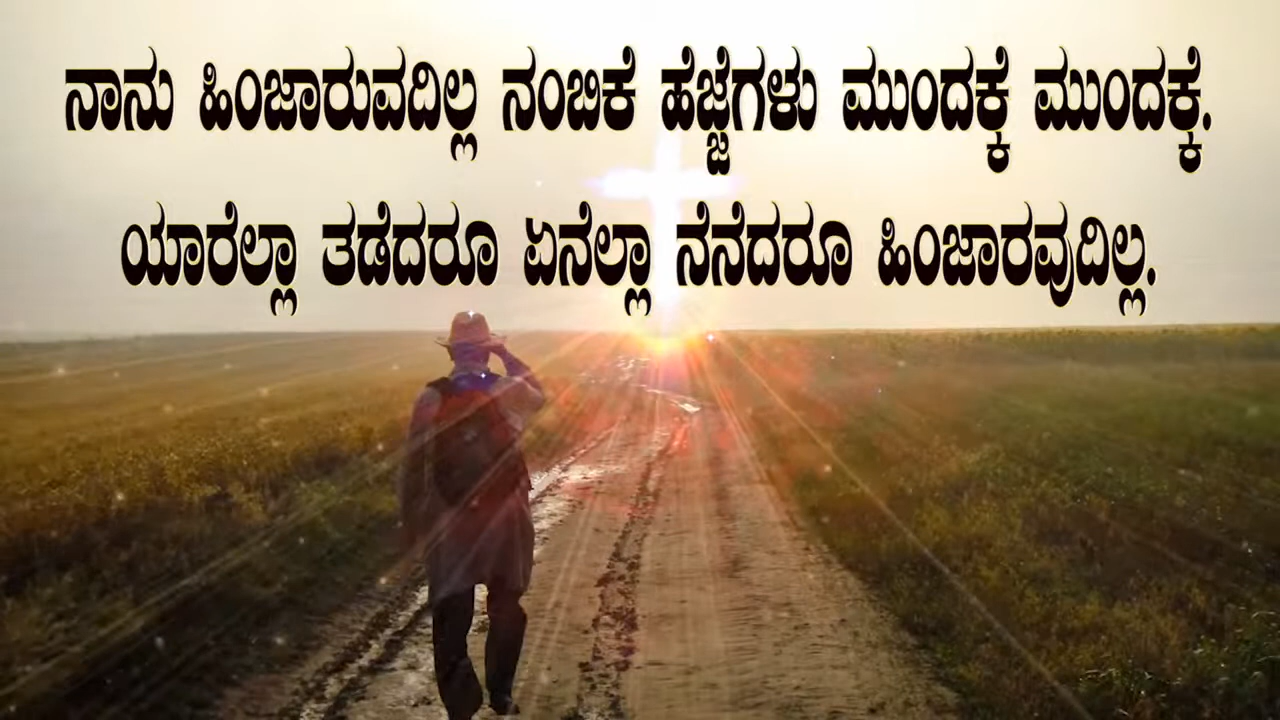 ನಾನು ಹಿಂಜಾರುವದಿಲ್ಲ ನಂಬಿಕೆ ಹೆಜ್ಜೆಗಳು ಮುಂದಕ್ಕೆ ಮುಂದಕ್ಕೆ.
ಯಾರೆಲ್ಲಾ ತಡೆದರೂ ಏನೆಲ್ಲಾ ನೆನೆದರೂ ಹಿಂಜಾರವುದಿಲ್ಲ.